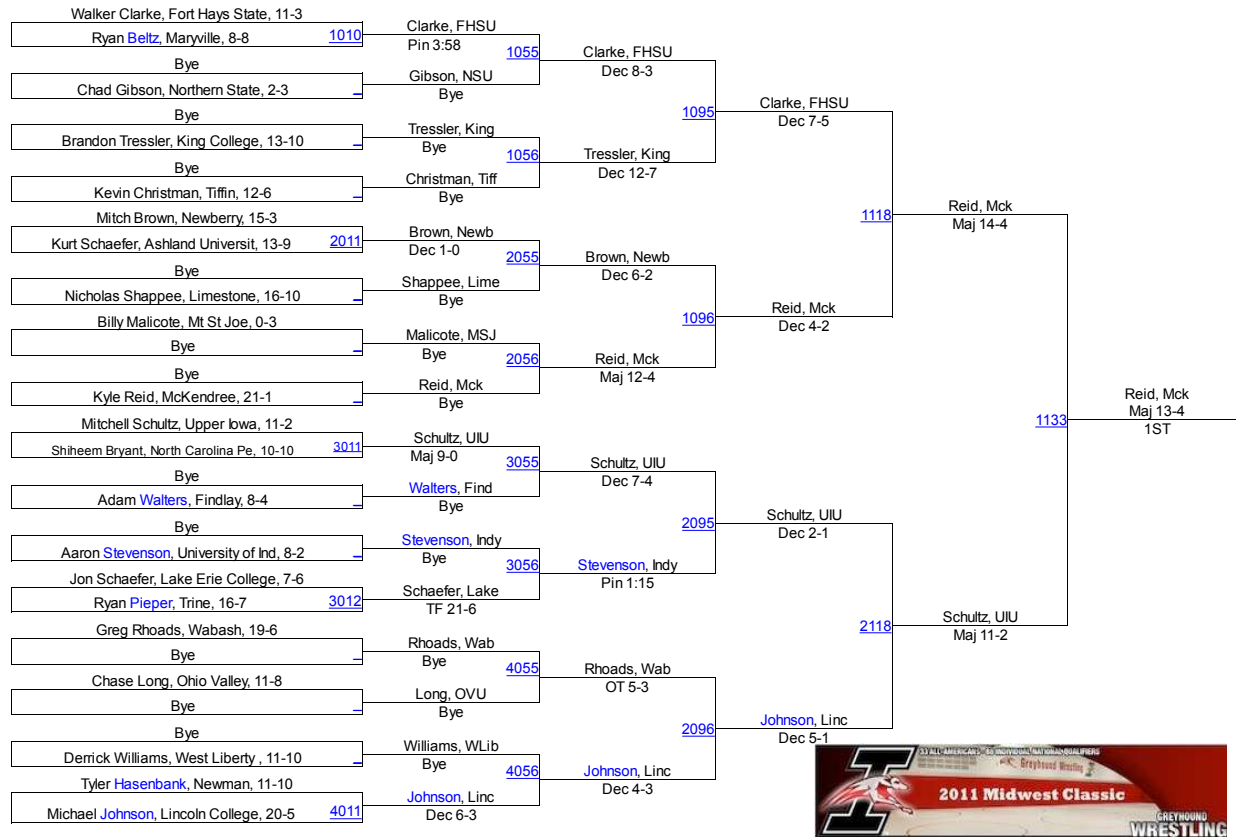 Walker Clarke, Fort Hays State, 11-3
Ryan Beltz, Maryville, 8-8
1010
Bye
Chad Gibson, Northern State, 2-3
Bye
Brandon Tressler, King College, 13-10
Bye
Kevin Christman, Tiffin, 12-6
Mitch Brown, Newberry, 15-3
Kurt Schaefer, Ashland Universit, 13-9
2011
Bye
Nicholas Shappee, Limestone, 16-10
Billy Malicote, Mt St Joe, 0-3
Bye
Bye
Kyle Reid, McKendree, 21-1
Mitchell Schultz, Upper Iowa, 11-2
Shiheem Bryant, North Carolina Pe, 10-10
3011
Bye
Adam Walters, Findlay, 8-4
Bye
Aaron Stevenson, University of Ind, 8-2
Jon Schaefer, Lake Erie College, 7-6
Ryan Pieper, Trine, 16-7
3012
Greg Rhoads, Wabash, 19-6
Bye
Chase Long, Ohio Valley, 11-8
Bye
Bye
Derrick Williams, West Liberty , 11-10
Tyler Hasenbank, Newman, 11-10
Michael Johnson, Lincoln College, 20-5
4011
Clarke, FHSU
Pin 3:58
1055
Gibson, NSU
Bye
Tressler, King
Bye
1056
Christman, Tiff
Bye
Brown, Newb
Dec 1-0
2055
Shappee, Lime
Bye
Malicote, MSJ
Bye
2056
Reid, Mck
Bye
Schultz, UIU
Maj 9-0
3055
Walters, Find
Bye
Stevenson, Indy
Bye
3056
Schaefer, Lake
TF 21-6
Rhoads, Wab
Bye
4055
Long, OVU
Bye
Williams, WLib
Bye
4056
Johnson, Linc
Dec 6-3
Clarke, FHSU
Dec 8-3
1095
Tressler, King
Dec 12-7
Brown, Newb
Dec 6-2
1096
Reid, Mck
Maj 12-4
Schultz, UIU
Dec 7-4
2095
Stevenson, Indy
Pin 1:15
Rhoads, Wab
OT 5-3
2096
Johnson, Linc
Dec 4-3
Clarke, FHSU
Dec 7-5
1118
Reid, Mck
Dec 4-2
Schultz, UIU
Dec 2-1
2118
Johnson, Linc
Dec 5-1
Reid, Mck
Maj 14-4
1133
Schultz, UIU
Maj 11-2
Reid, Mck
Maj 13-4
1ST
33 ALL-AMERICANS 88 INDIVIDUAL NATIONAL QUALIFIERS
Greyhound Wrestling
2011 Midwest Classic
GREYHOUND
WRESTLING